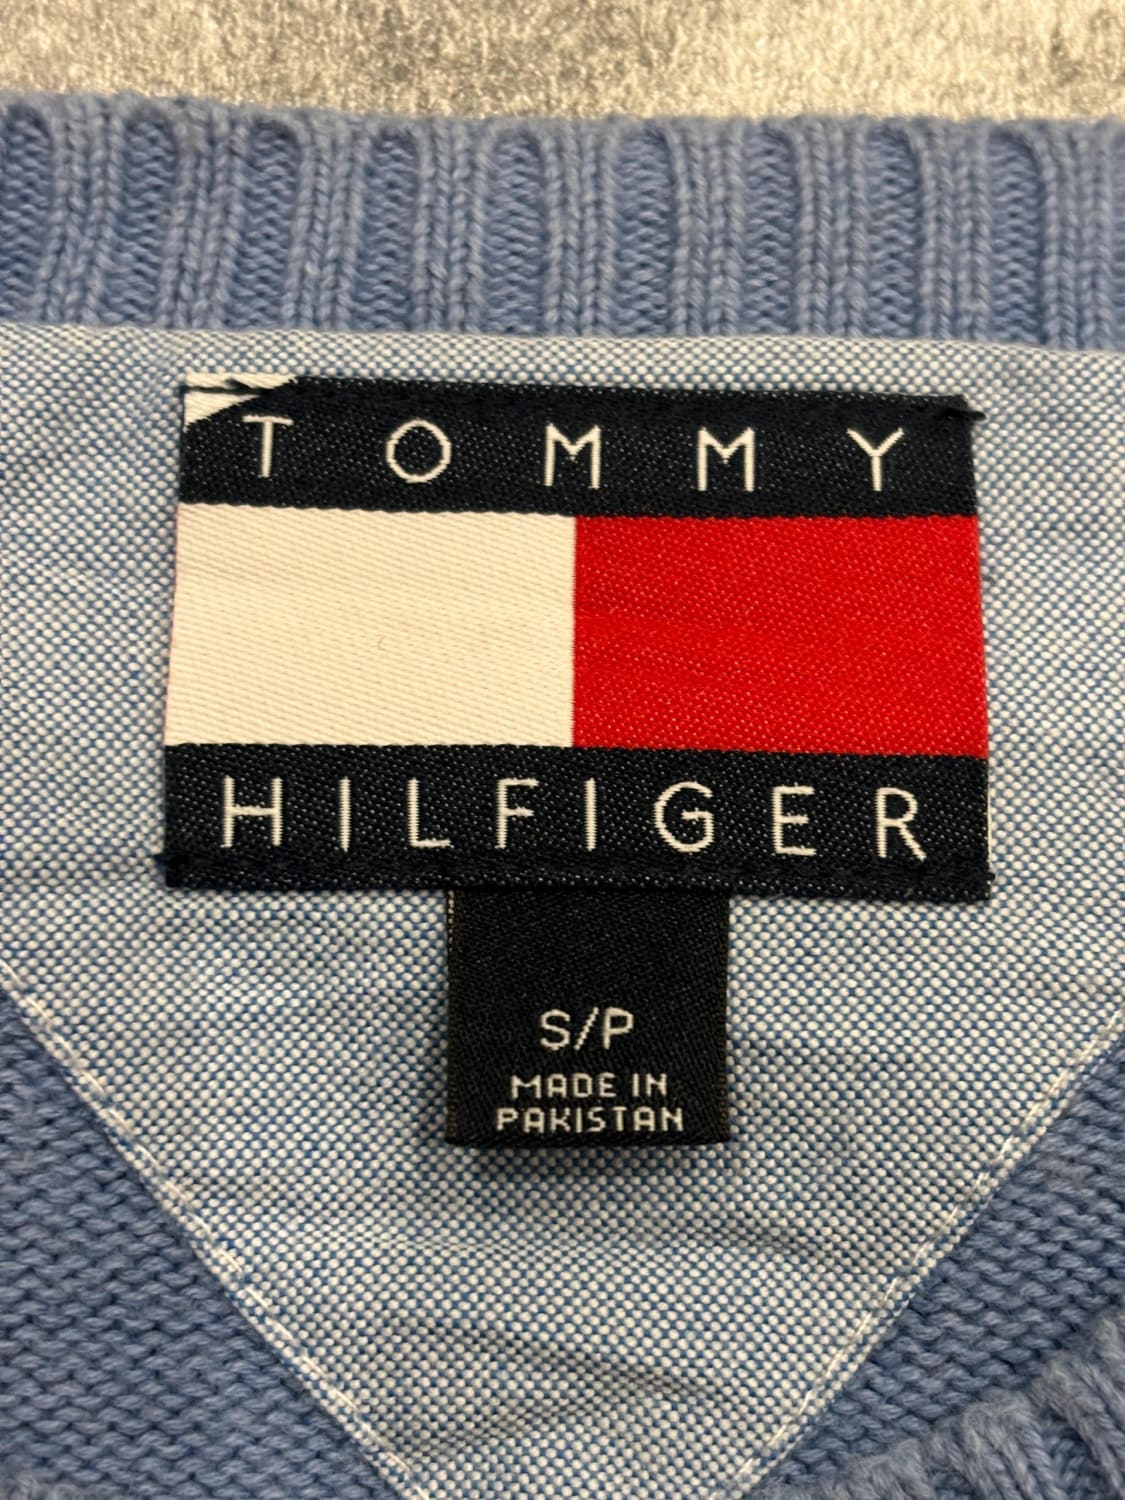 TOMMY
HILFIGER
S/P
MADE IN
PAKISTAN